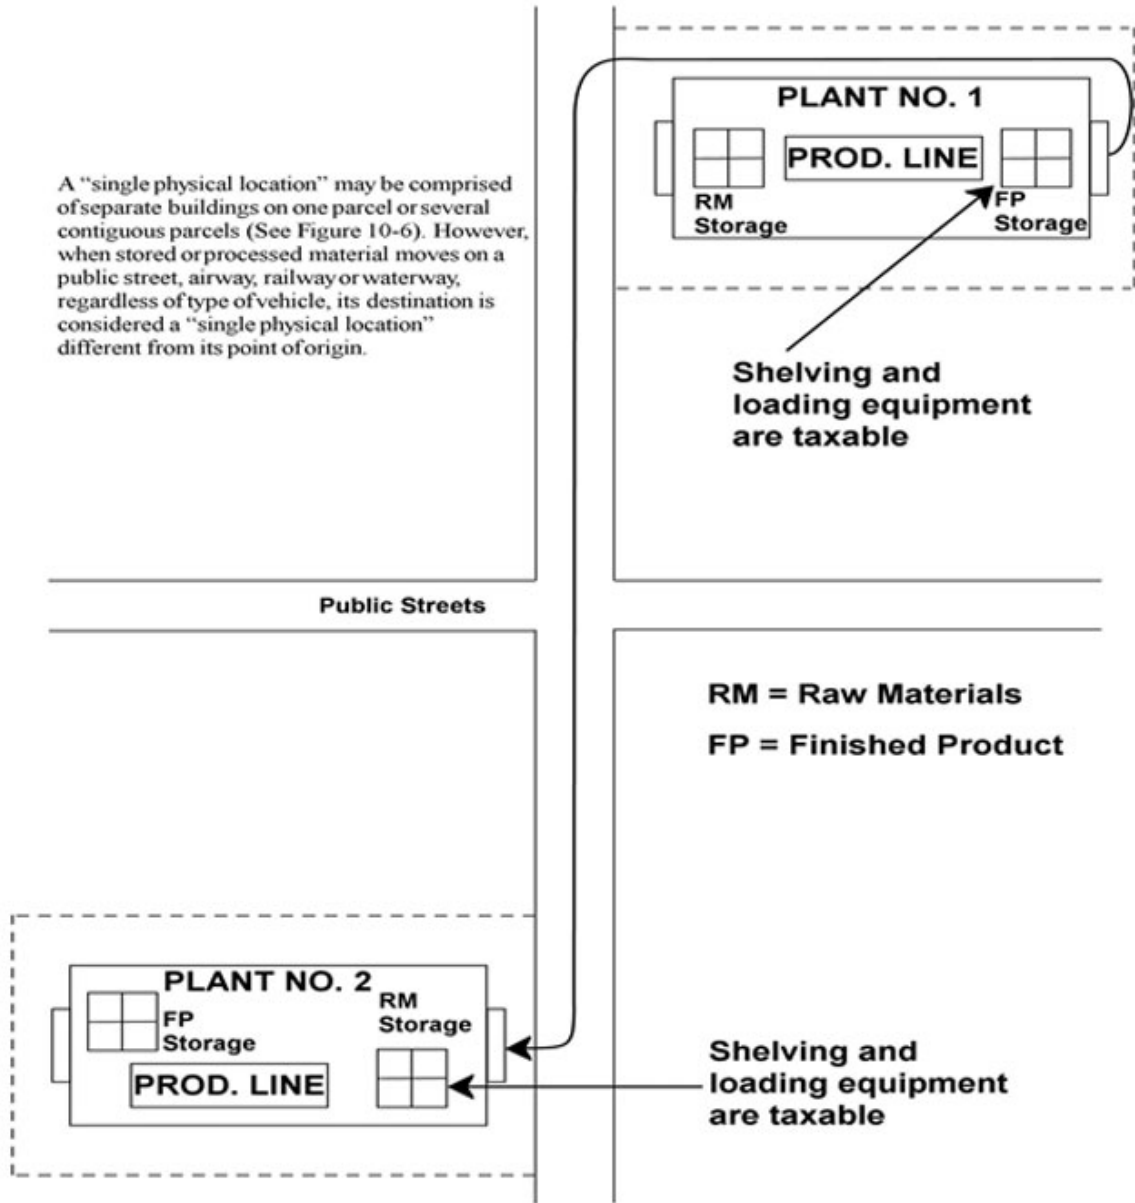 PLANT NO. 1
PROD. LINE
RM
Storage
FP
Storage
A “single physical location” may be comprised
of separate buildings on one parcel or several
contiguous parcels (See Figure 10-6). However,
when stored or processed material moves on a
public street, airway, railway or waterway,
regardless of type of vehicle, its destination is
considered a “single physical location”
different from its point of origin.
Shelving and
loading equipment
are taxable
Public Streets
RM = Raw Materials
FP = Finished Product
PLANT NO. 2
FP
Storage
RM
Storage
PROD. LINE
Shelving and
loading equipment
are taxable